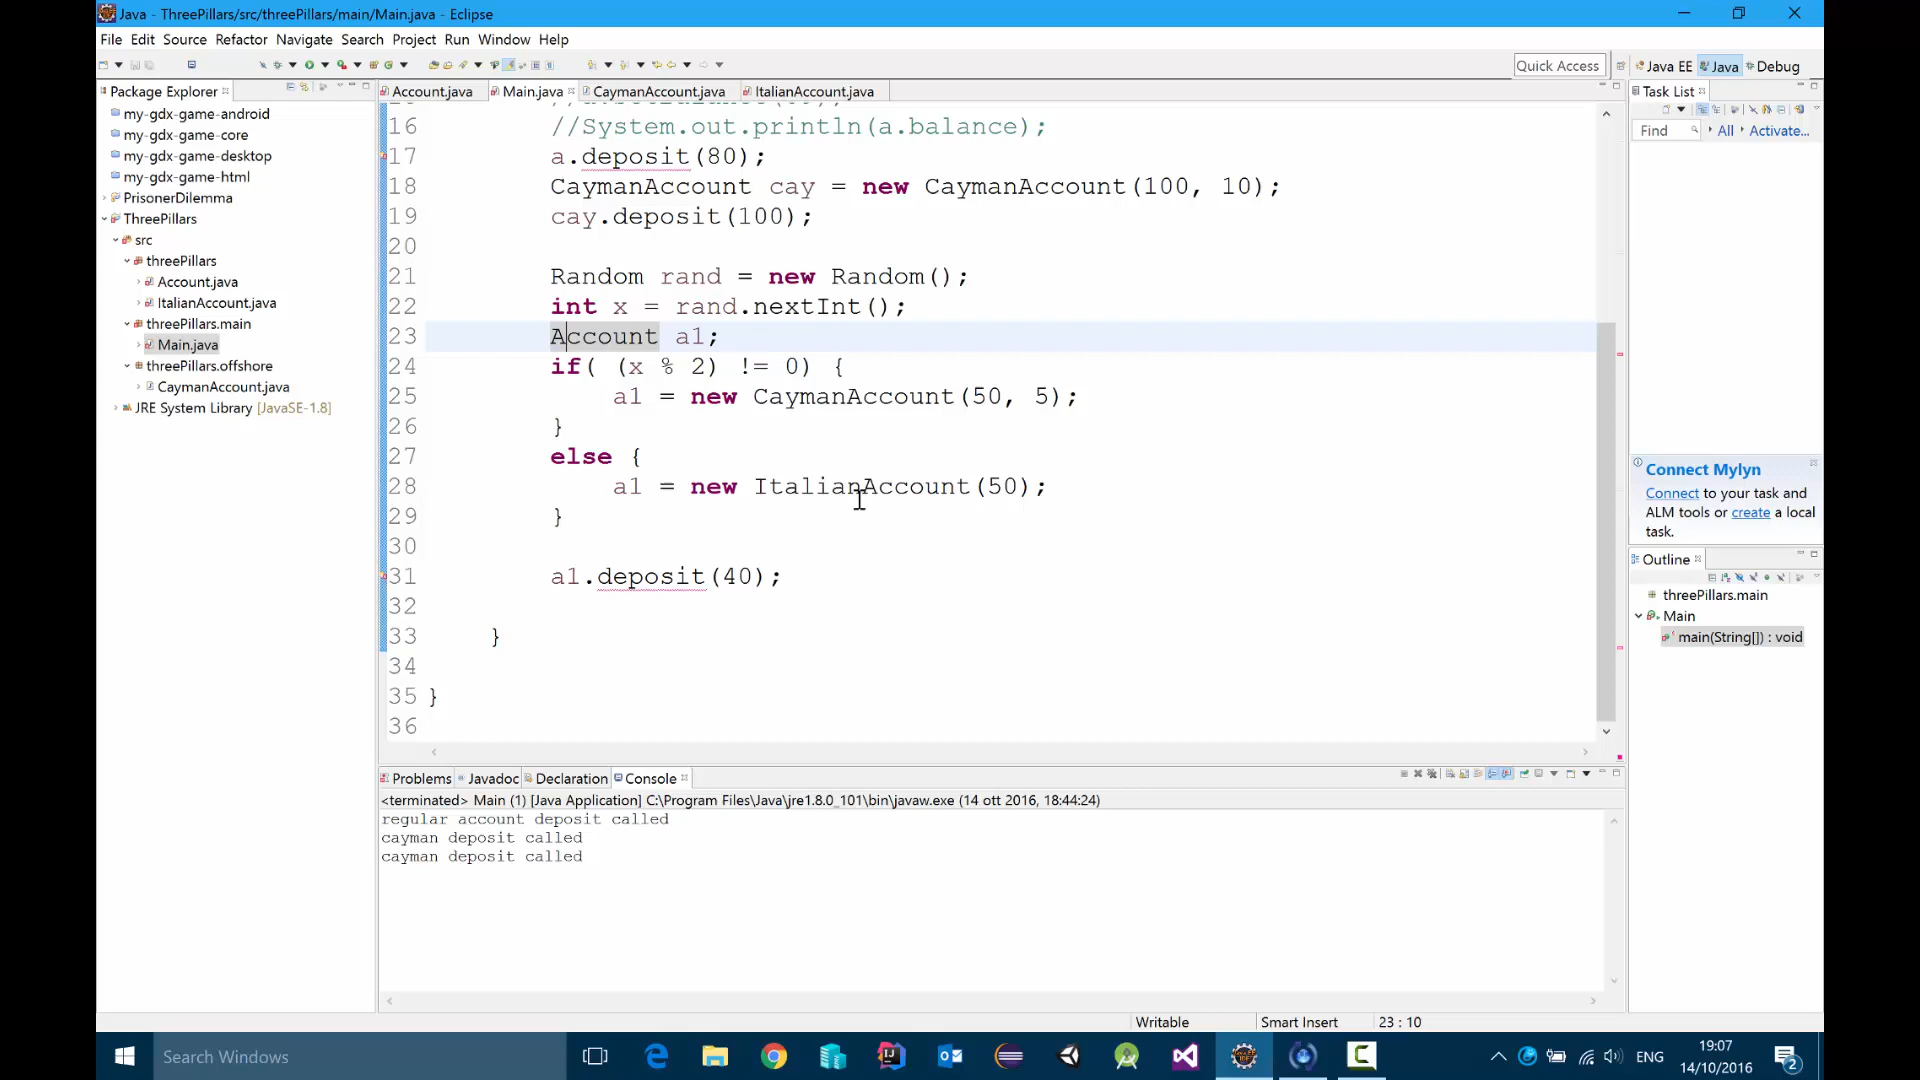 Java - ThreePillars/src/threePillars/main/Main.java - Eclipse
File Edit Source Refactor Navigate Search Project Run Window Help
Quick Access Java EE Java Debug
Package Explorer
my-gdx-game-android
my-gdx-game-core
my-gdx-game-desktop
my-gdx-game-html
PrisonerDilemma
ThreePillars
src
threePillars
Account.java
ItalianAccount.java
threePillars.main
Main.java
threePillars.offshore
CaymanAccount.java
JRE System Library [JavaSE-1.8]
Account.java Main.java CaymanAccount.java ItalianAccount.java
16 //System.out.println(a.balance);
17 a.deposit(80);
18 CaymanAccount cay = new CaymanAccount(100, 10);
19 cay.deposit(100);
20
21 Random rand = new Random();
22 int x = rand.nextInt();
23 Account a1;
24 if( (x % 2) != 0) {
25 a1 = new CaymanAccount(50, 5);
26 }
27 else {
28 a1 = new ItalianAccount(50);
29 }
30
31 a1.deposit(40);
32
33 }
34
35 }
36
Task List
Find All Activate...
Connect Mylyn
Connect to your task and
ALM tools or create a local
task.
Outline
threePillars.main
Main
main(String[]) : void
Problems Javadoc Declaration Console
<terminated> Main (1) [Java Application] C:\Program Files\Java\jre1.8.0_101\bin\javaw.exe (14 ott 2016, 18:44:24)
regular account deposit called
cayman deposit called
cayman deposit called
Writable Smart Insert 23 : 10
Search Windows
ENG
19:07
14/10/2016
2